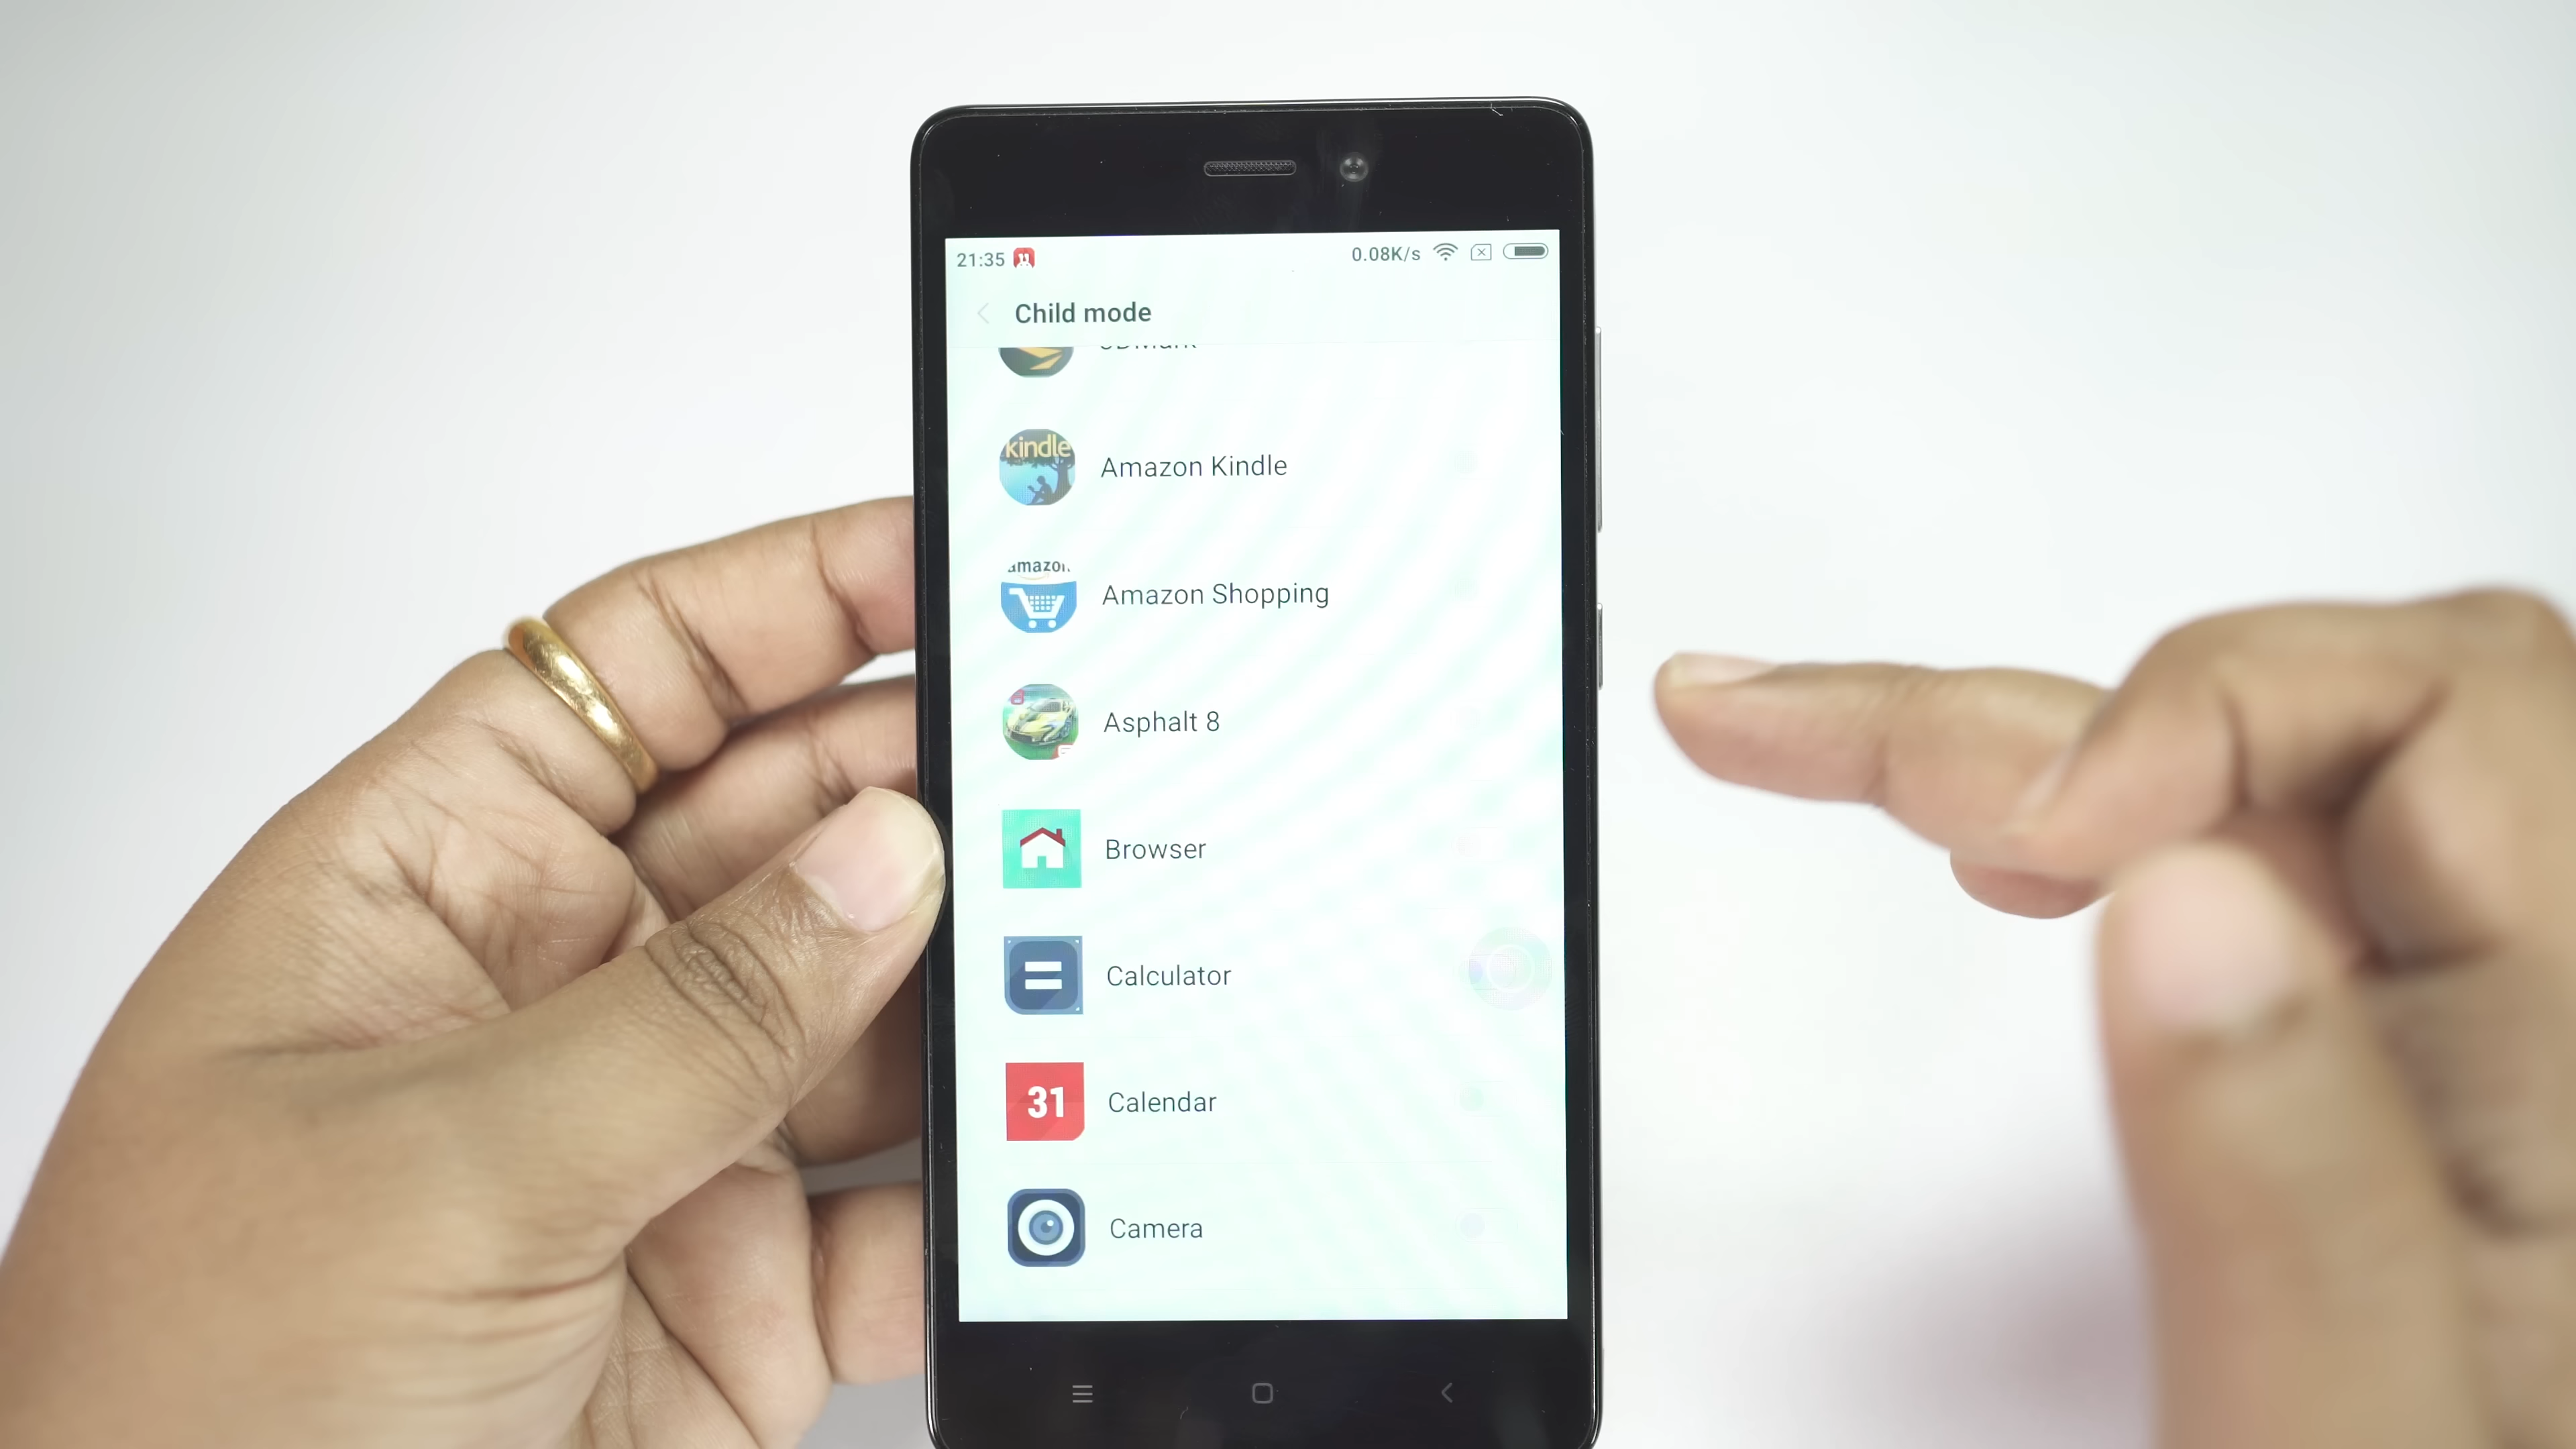 21:35 0.08K/s
Child mode
3DMark
kindle
Amazon Kindle
amazon
Amazon Shopping
Asphalt 8
Browser
Calculator
31
Calendar
Camera